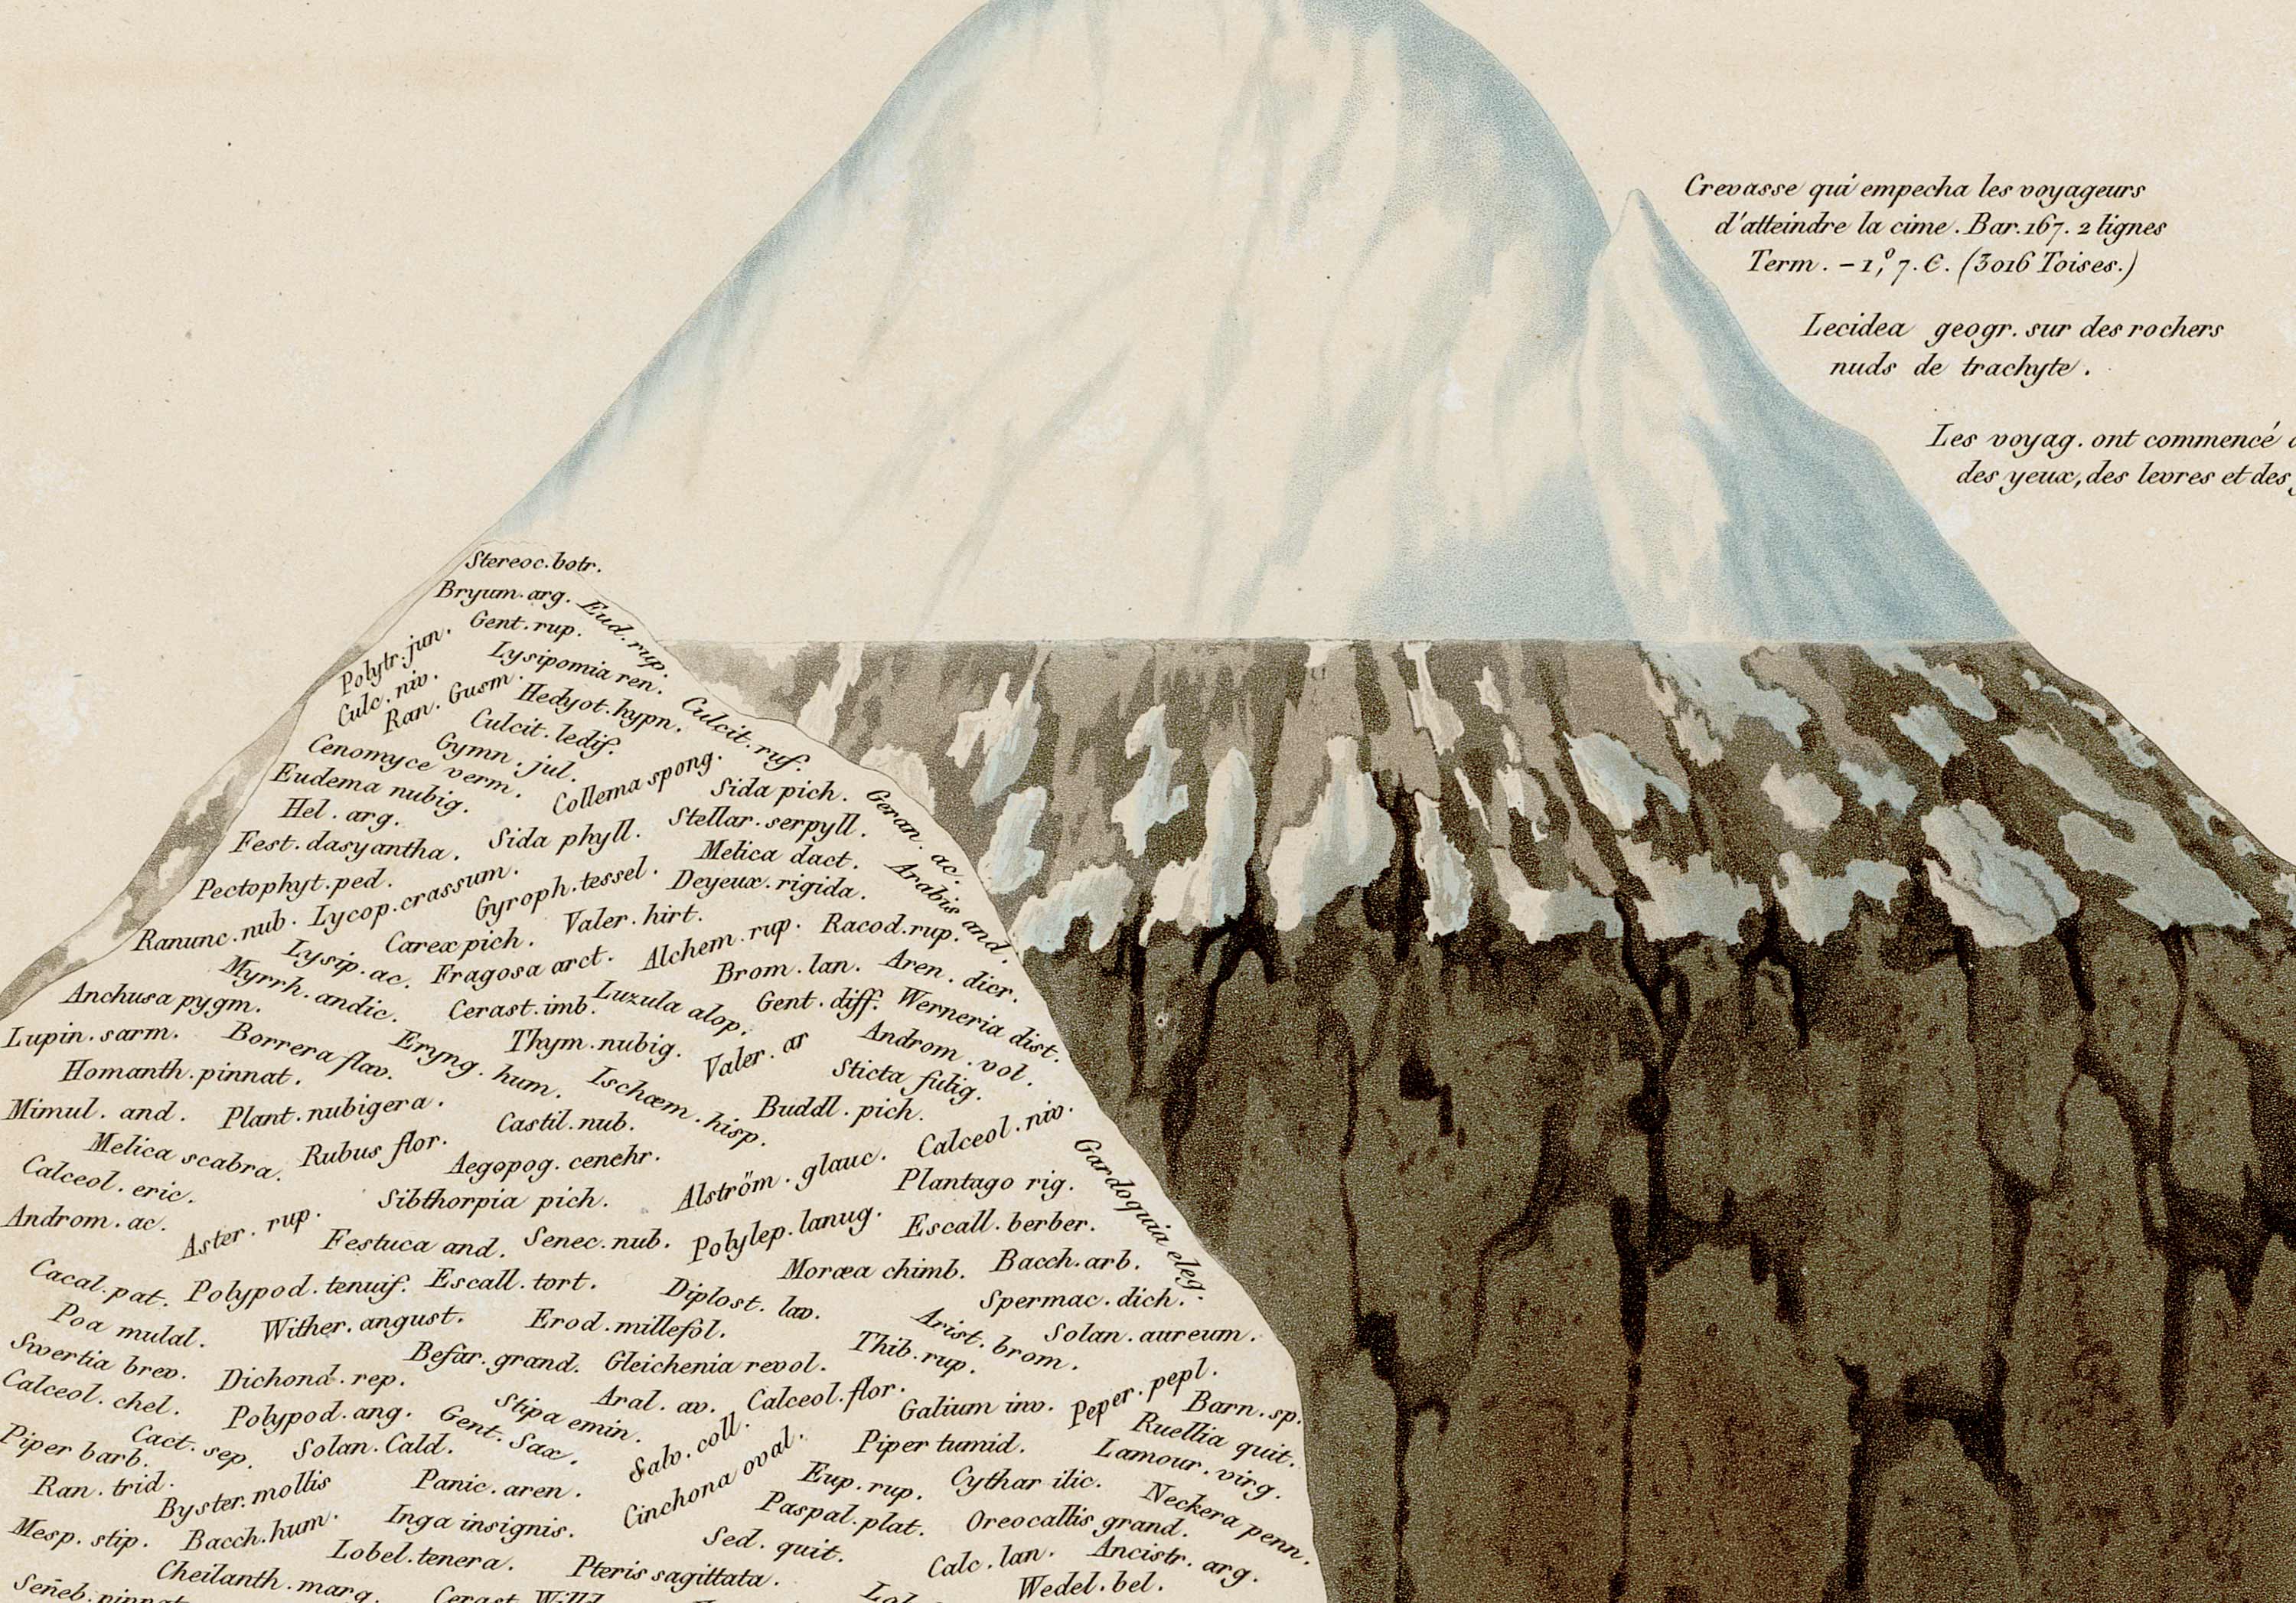 Crevasse qui empecha les voyageurs
d'atteindre la cime. Bar. 167. 2 lignes
Term. - 1,° 7. C. (3016 Toises.)
Lecidea geogr. sur des rochers
nuds de trachyte.
Les voyag. ont commencé
des yeux, des levres et des
Stereoc. botr.
Bryum. arg.
Eud. rup.
Gent. rup.
Polytr. jun.
Lysipomia ren.
Culc. niv.
Ran. Gusm.
Hedyot. hypn.
Culcit. ruf.
Culcit. ledif.
Gymn. jul.
Cenomyce verm.
Collema spong.
Eudema nubig.
Sida pich.
Geran. ac.
Hel. arg.
Stellar. serpyll.
Fest. dasyantha.
Sida phyll.
Melica dact.
Arabis and.
Pectophyt. ped.
Lycop. crassum.
Gyroph. tessel.
Deyeux. rigida.
Ranunc. nub.
Carex pich.
Valer. hirt.
Alchem. rup.
Racod. rup.
Lysip. ac.
Fragosa arct.
Brom. lan.
Aren. dicr.
Myrrh. andic.
Anchusa pygm.
Cerast. imb.
Luzula alop.
Gent. diff.
Werneria dist.
Lupin. sarm.
Borrera flav.
Eryng. hum.
Thym. nubig.
Valer. ar
Androm. vol.
Homanth. pinnat.
Ischæm. hisp.
Sticta fulig.
Mimul. and.
Plant. nubigera.
Castil. nub.
Buddl. pich.
Calceol. niv.
Melica scabra.
Rubus flor.
Aegopog. cenchr.
Gardoquia eleg.
Calceol. eric.
Sibthorpia pich.
Alström. glauc.
Plantago rig.
Androm. ac.
Aster. rup.
Festuca and.
Senec. nub.
Polylep. lanug.
Escall. berber.
Cacal. pat.
Polypod. tenuif.
Escall. tort.
Moræa chimb.
Bacch. arb.
Poa mulal.
Wither. angust.
Erod. millefol.
Diplost. lav.
Spermac. dich.
Swertia brev.
Befar. grand.
Gleichenia revol.
Thib. rup.
Arist. brom.
Solan. aureum.
Calceol. chel.
Dichond. rep.
Aral. av.
Calceol. flor.
Galium inv.
Peper. pepl.
Barn. sp.
Polypod. ang.
Gent. Sax.
Stipa emin.
Ruellia quit.
Cact. sep.
Solan. Cald.
Salv. coll.
Piper tumid.
Lamour. virg.
Piper barb.
Panic. aren.
Cinchona oval.
Eup. rup.
Cythar ilic.
Ran. trid.
Byster. mollis
Paspal. plat.
Oreocallis grand.
Neckera penn.
Mesp. stip.
Bacch. hum.
Inga insignis.
Sed. quit.
Calc. lan.
Ancistr. arg.
Lobel. tenera.
Pteris sagittata.
Wedel. bel.
Cheilanth. marg.
Cerast. Willd
Señeb. pinnat